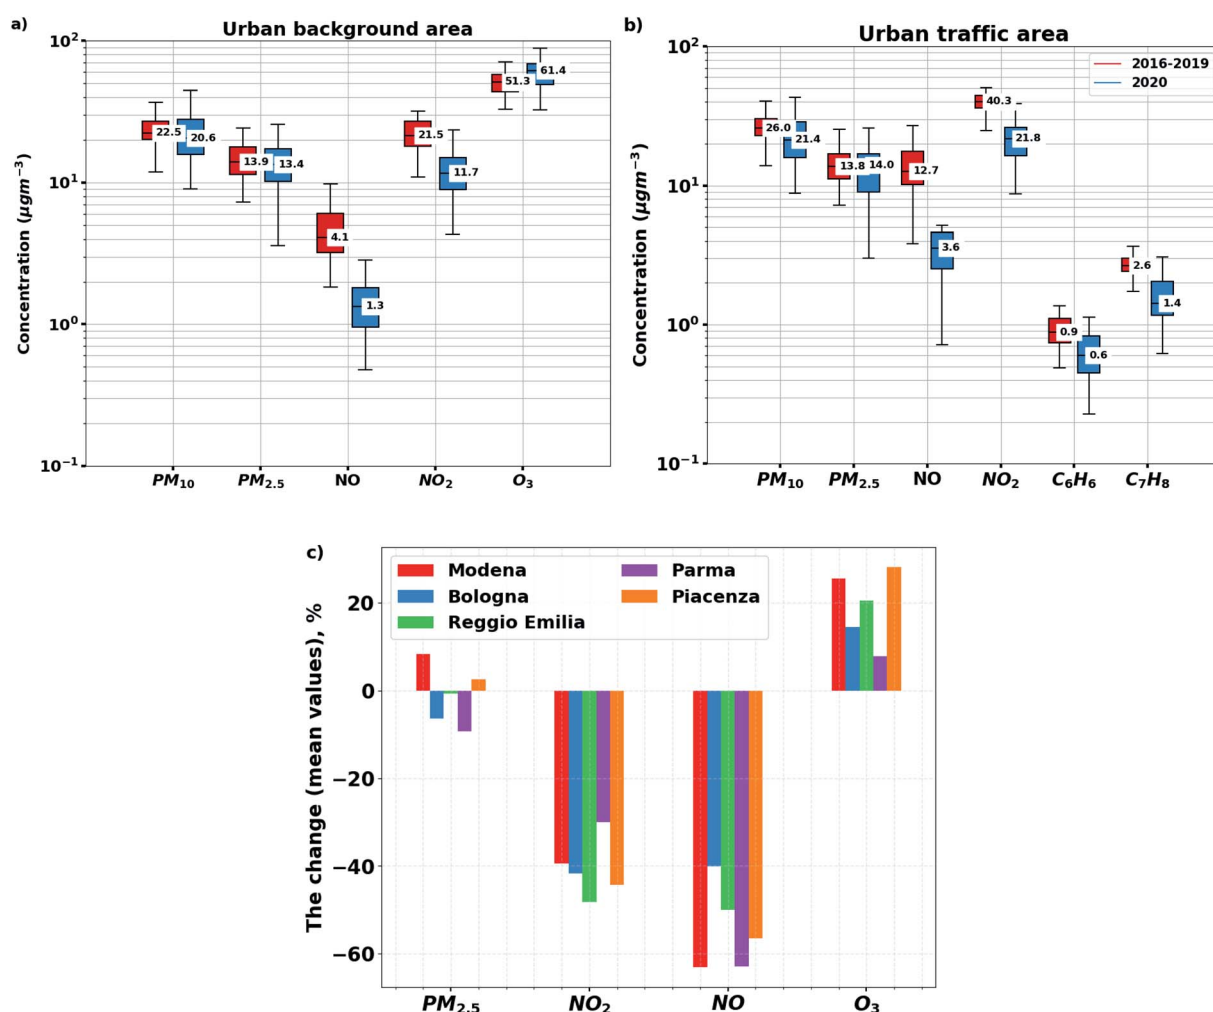 a)
Urban background area
10²
10¹
10⁰
10⁻¹
Concentration (μgm⁻³)
22.5
20.6
13.9
13.4
4.1
1.3
21.5
11.7
51.3
61.4
PM₁₀ PM₂.₅ NO NO₂ O₃
b)
Urban traffic area
2016-2019
2020
10²
10¹
10⁰
10⁻¹
Concentration (μgm⁻³)
26.0
21.4
13.8
14.0
12.7
3.6
40.3
21.8
0.9
0.6
2.6
1.4
PM₁₀ PM₂.₅ NO NO₂ C₆H₆ C₇H₈
c)
Modena
Bologna
Reggio Emilia
Parma
Piacenza
The change (mean values), %
20
0
−20
−40
−60
PM₂.₅ NO₂ NO O₃